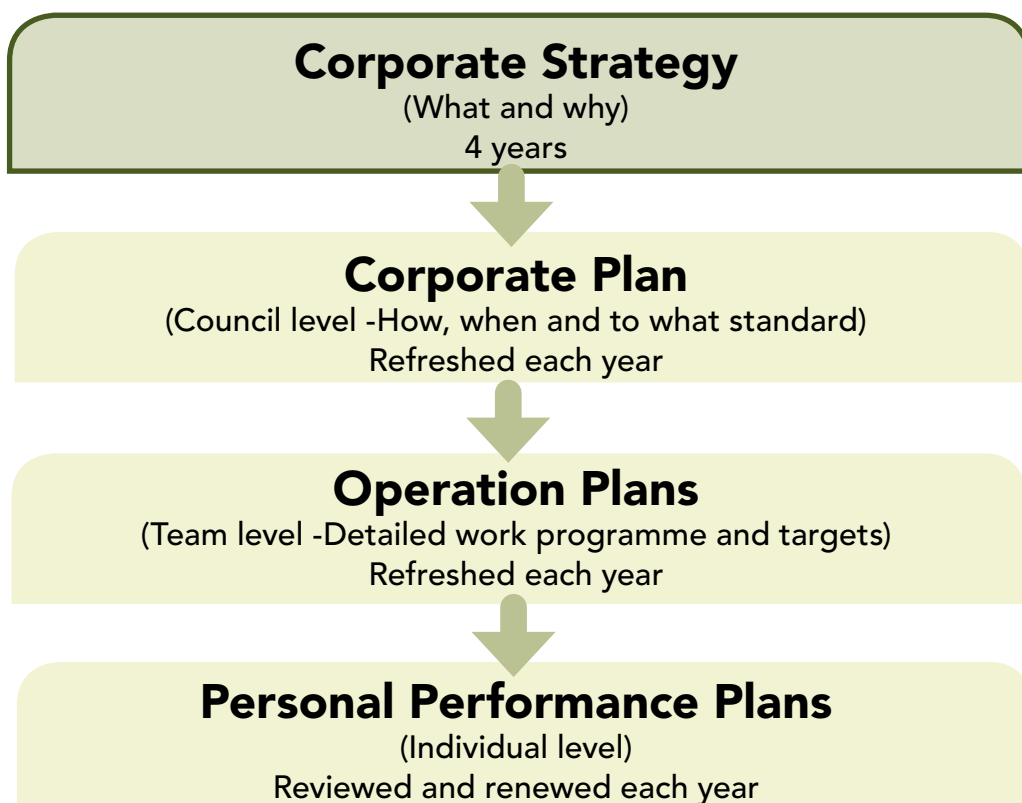 Corporate Strategy
(What and why)
4 years
Corporate Plan
(Council level -How, when and to what standard)
Refreshed each year
Operation Plans
(Team level -Detailed work programme and targets)
Refreshed each year
Personal Performance Plans
(Individual level)
Reviewed and renewed each year